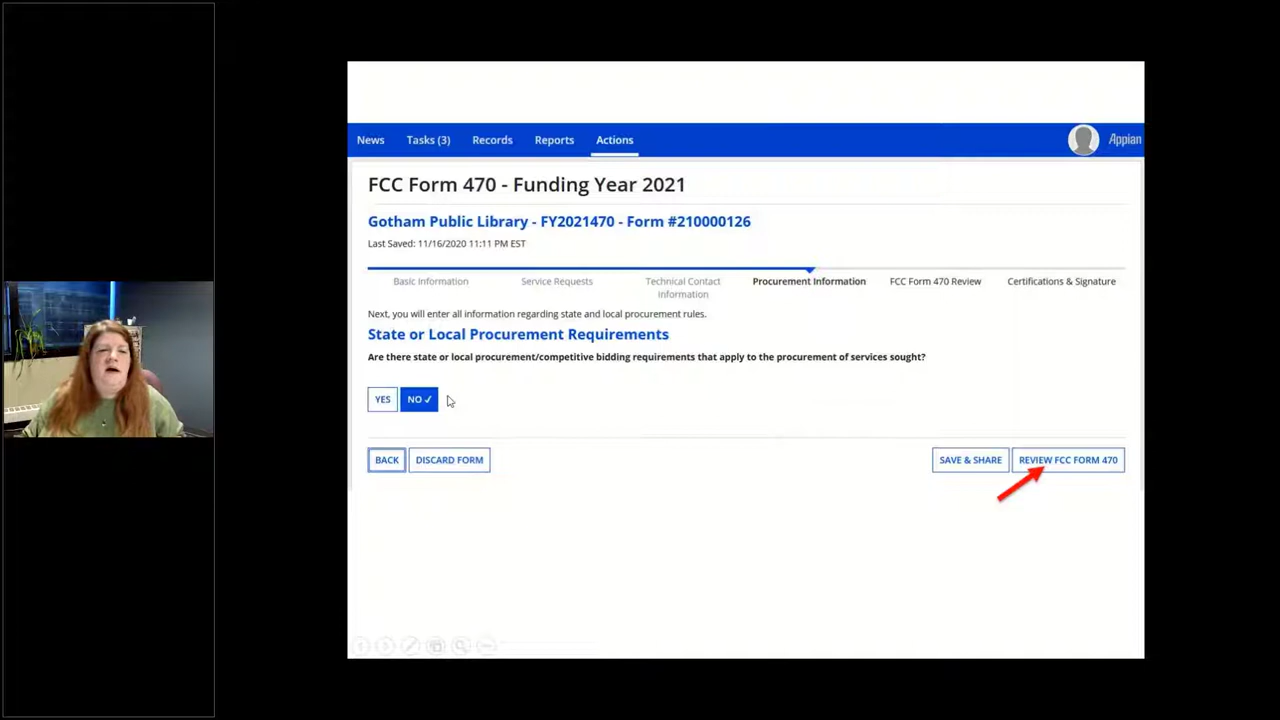 News Tasks (3) Records Reports Actions Appian
FCC Form 470 - Funding Year 2021
Gotham Public Library - FY2021470 - Form #210000126
Last Saved: 11/16/2020 11:11 PM EST
Basic Information Service Requests Technical Contact Information Procurement Information FCC Form 470 Review Certifications & Signature
Next, you will enter all information regarding state and local procurement rules.
State or Local Procurement Requirements
Are there state or local procurement/competitive bidding requirements that apply to the procurement of services sought?
YES NO ✓
BACK DISCARD FORM SAVE & SHARE REVIEW FCC FORM 470